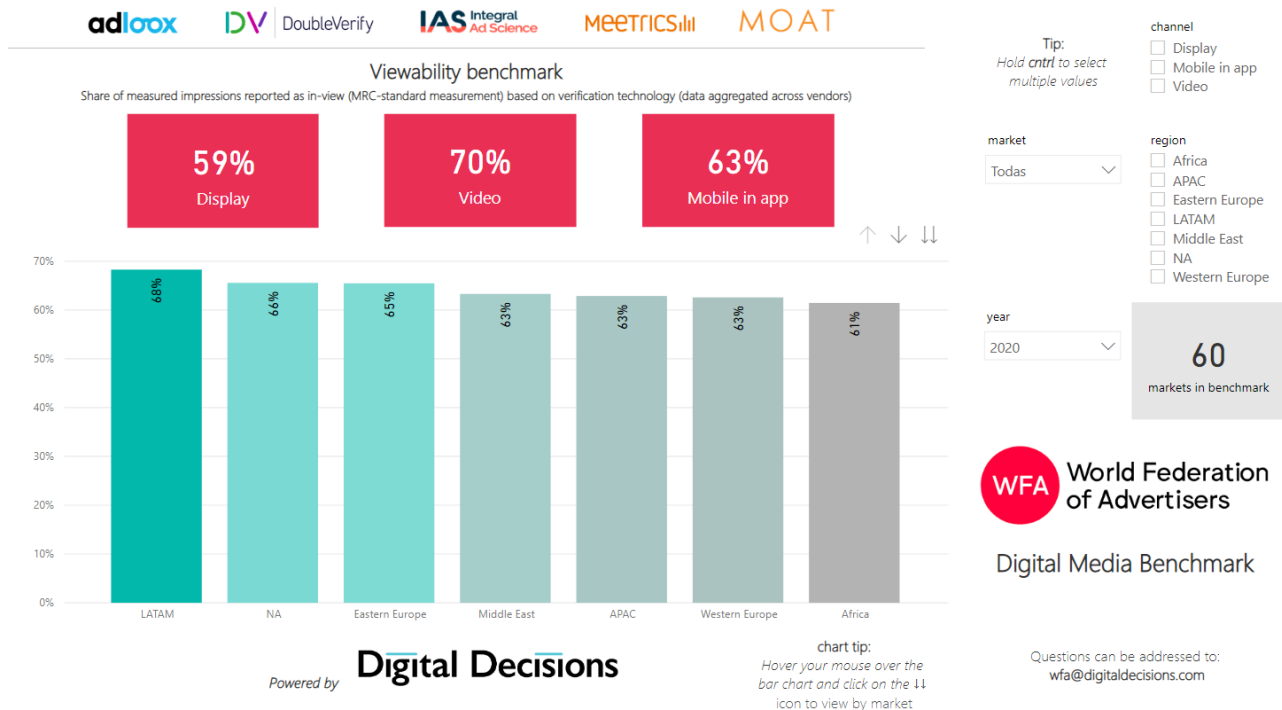 adloox
DV DoubleVerify
IAS Integral
Ad Science
MeetRICS
MOAT
Viewability benchmark
Share of measured impressions reported as in-view (MRC-standard measurement) based on verification technology (data aggregated across vendors)
59%
Display
70%
Video
63%
Mobile in app
70%
60%
50%
40%
30%
20%
10%
0%
68%
66%
65%
63%
63%
63%
61%
LATAM
NA
Eastern Europe
Middle East
APAC
Western Europe
Africa
Powered by
Digital Decisions
chart tip:
Hover your mouse over the
bar chart and click on the ↓↓
icon to view by market
Tip:
Hold cntrl to select
multiple values
channel
Display
Mobile in app
Video
market
Todas
region
Africa
APAC
Eastern Europe
LATAM
Middle East
NA
Western Europe
year
2020
60
markets in benchmark
WFA
World Federation
of Advertisers
Digital Media Benchmark
Questions can be addressed to:
wfa@digitaldecisions.com